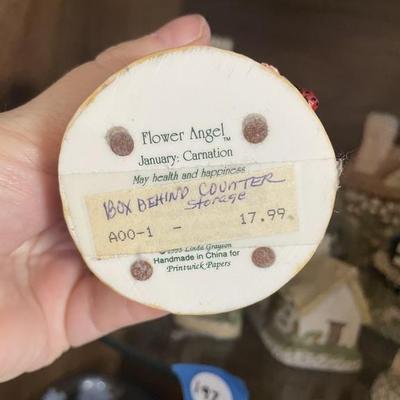 Flower Angel™
January: Carnation
May health and happiness
BOX BEHIND COUNTER
Storage
A00-1 - 17.99
© 1995 Linda Grayson
Handmade in China for
Printwick Papers
197